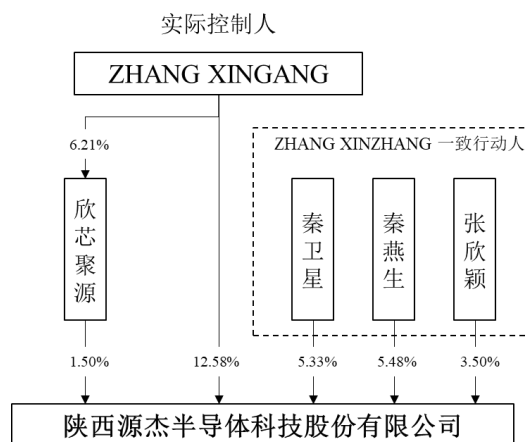 实际控制人
ZHANG XINGANG
6.21%
ZHANG XINZHANG 一致行动人
欣芯聚源
秦卫星
秦燕生
张欣颖
1.50%
12.58%
5.33%
5.48%
3.50%
陕西源杰半导体科技股份有限公司